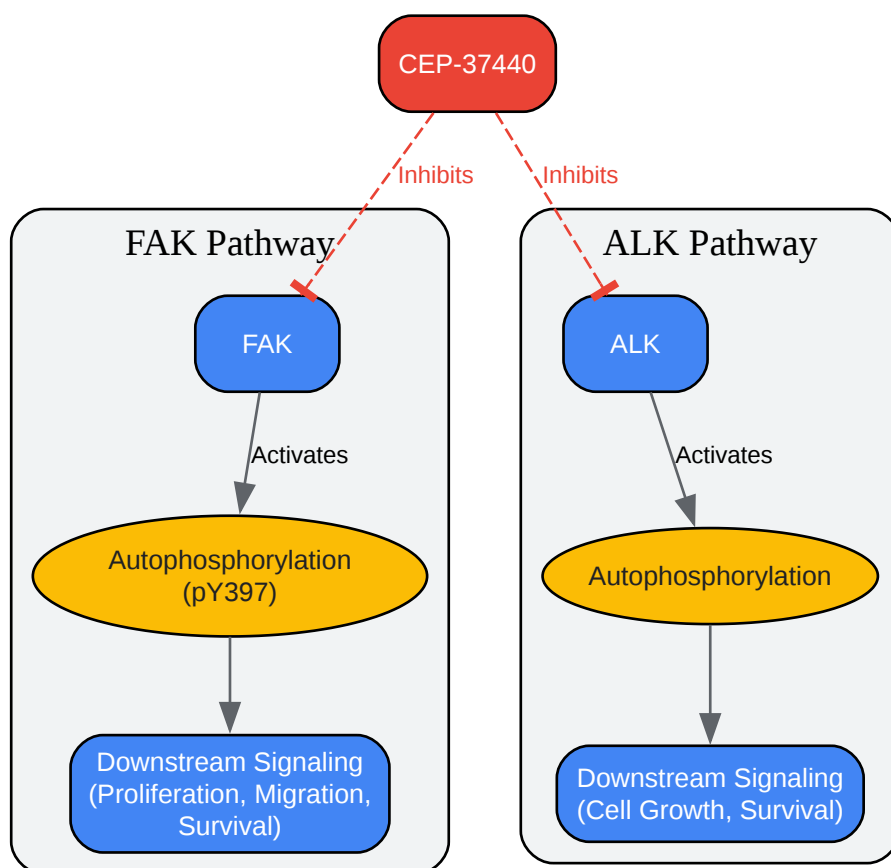 CEP-37440
Inhibits
Inhibits
FAK Pathway
FAK
Activates
Autophosphorylation
(pY397)
Downstream Signaling
(Proliferation, Migration,
Survival)
ALK Pathway
ALK
Activates
Autophosphorylation
Downstream Signaling
(Cell Growth, Survival)